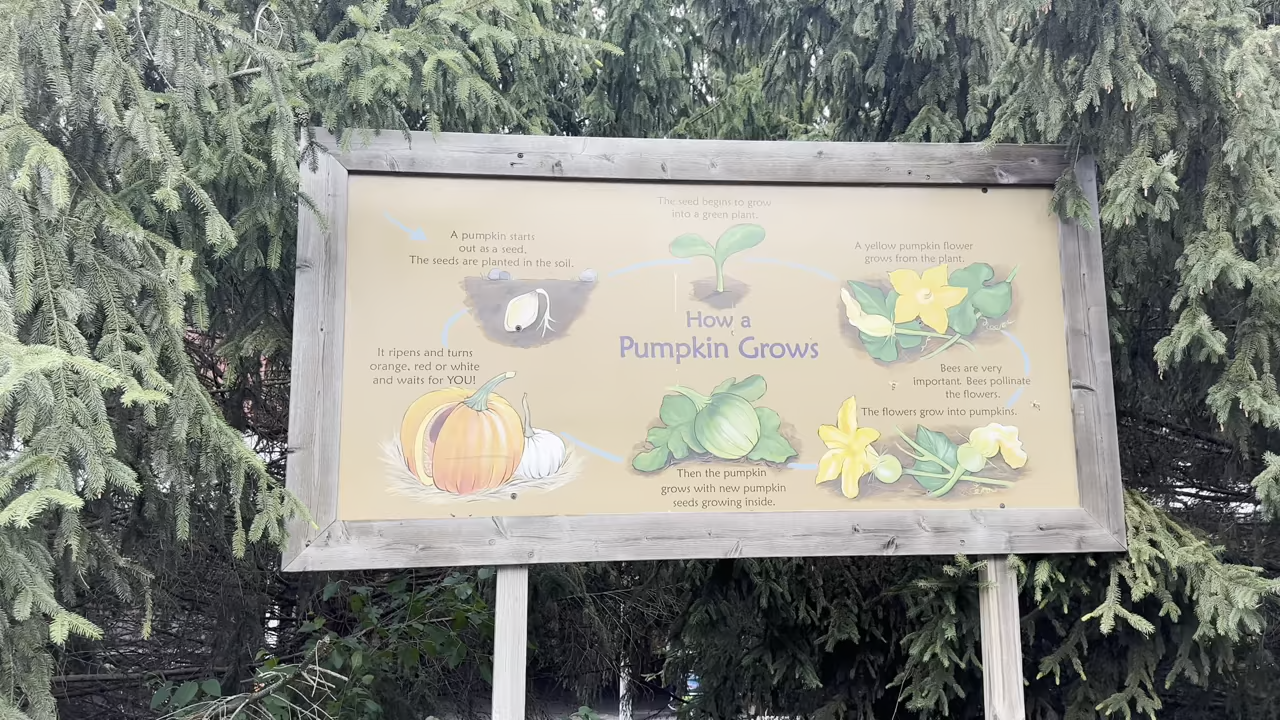 How a
Pumpkin Grows
A pumpkin starts
out as a seed.
The seeds are planted in the soil.
The seed begins to grow
into a green plant.
A yellow pumpkin flower
grows from the plant.
Bees are very
important. Bees pollinate
the flowers.
The flowers grow into pumpkins.
Then the pumpkin
grows with new pumpkin
seeds growing inside.
It ripens and turns
orange, red or white
and waits for YOU!